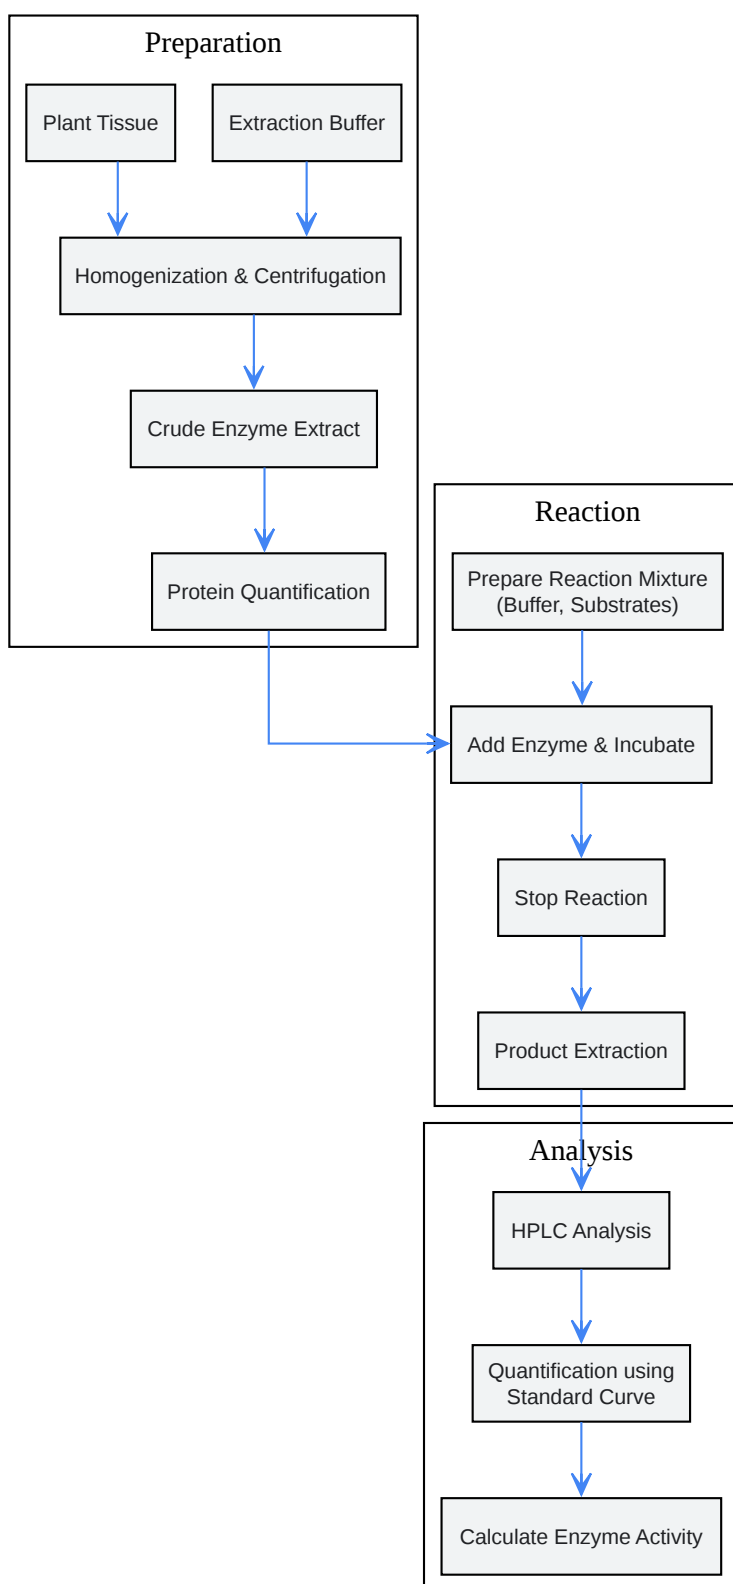 Preparation
Plant Tissue
Extraction Buffer
Homogenization & Centrifugation
Crude Enzyme Extract
Protein Quantification
Reaction
Prepare Reaction Mixture
(Buffer, Substrates)
Add Enzyme & Incubate
Stop Reaction
Product Extraction
Analysis
HPLC Analysis
Quantification using
Standard Curve
Calculate Enzyme Activity